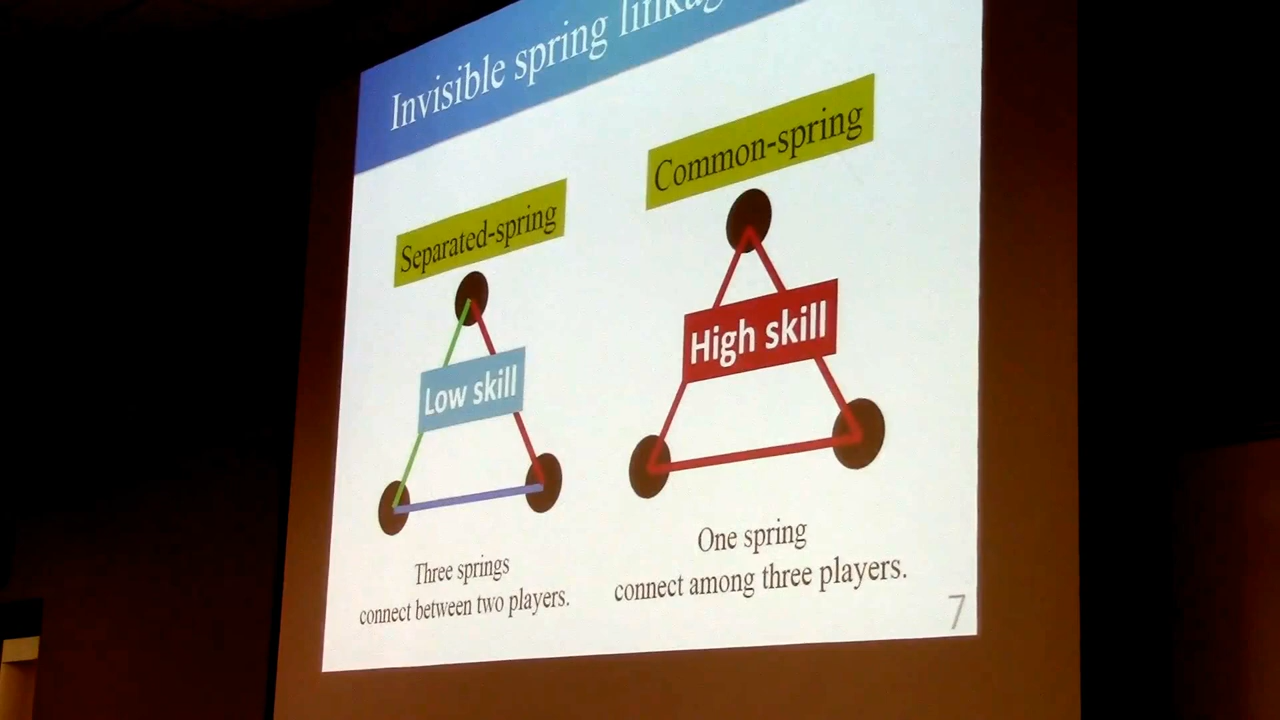 Invisible spring
Separated-spring
Low skill
Three springs
connect between two players.
Common-spring
High skill
One spring
connect among three players.
7